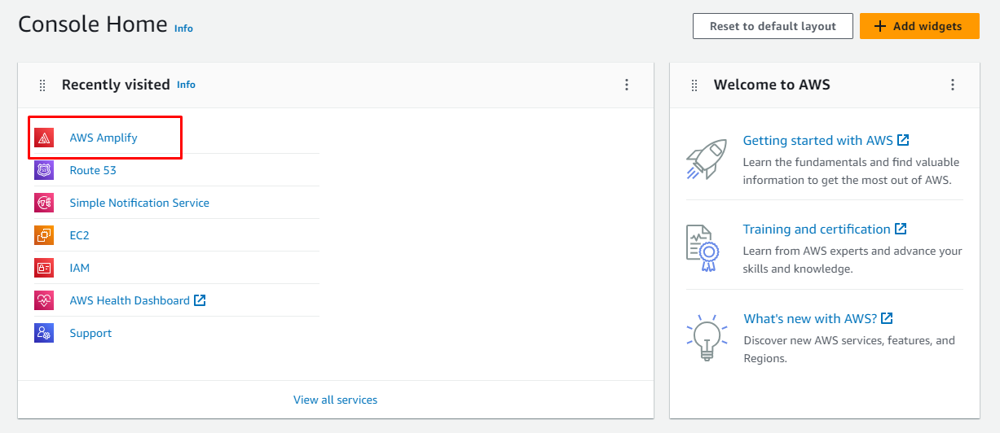 Console Home Info
Reset to default layout
Add widgets
Recently visited Info
AWS Amplify
Route 53
Simple Notification Service
EC2
IAM
AWS Health Dashboard
Support
View all services
Welcome to AWS
Getting started with AWS
Learn the fundamentals and find valuable
information to get the most out of AWS.
Training and certification
Learn from AWS experts and advance your
skills and knowledge.
What's new with AWS?
Discover new AWS services, features, and
Regions.